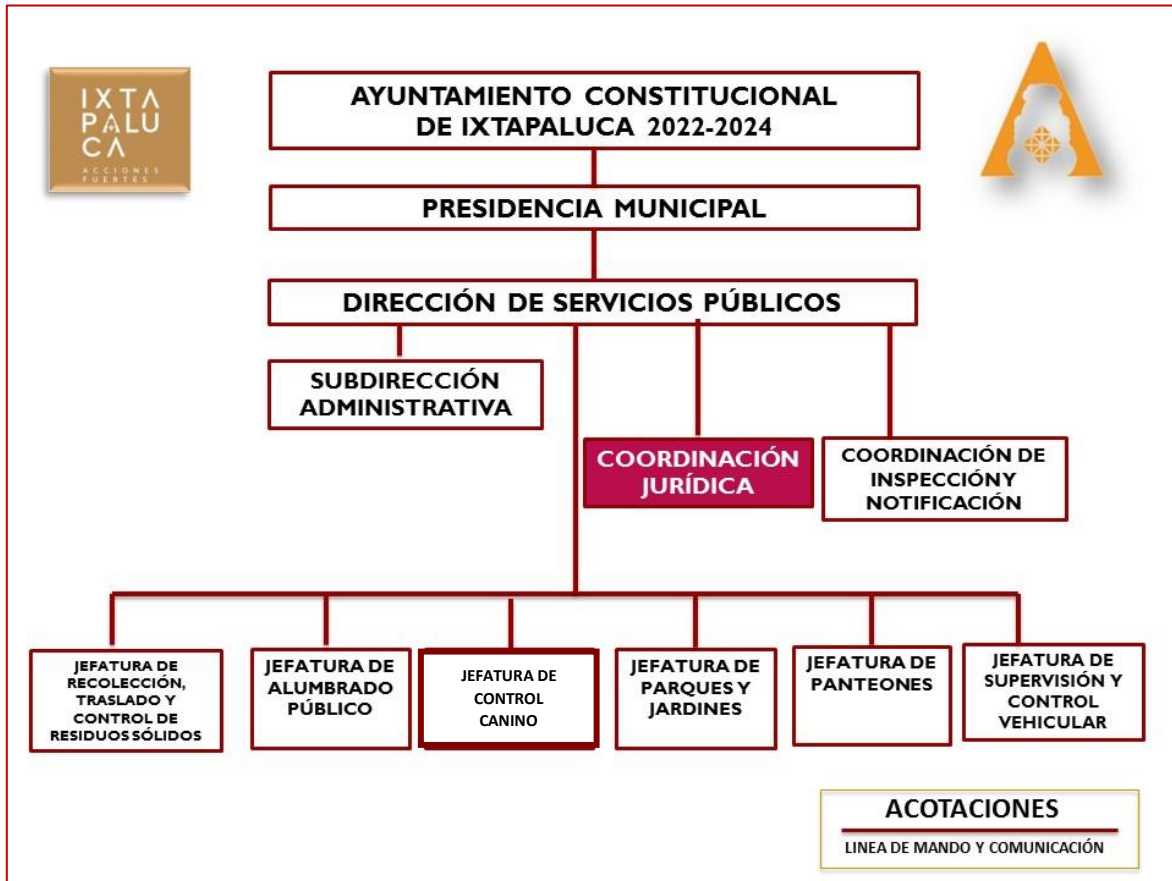 IXTA
PALU
CA
ACCIONES
FUERTES
AYUNTAMIENTO CONSTITUCIONAL
DE IXTAPALUCA 2022-2024
PRESIDENCIA MUNICIPAL
DIRECCIÓN DE SERVICIOS PÚBLICOS
SUBDIRECCIÓN
ADMINISTRATIVA
COORDINACIÓN
JURÍDICA
COORDINACIÓN DE
INSPECCIÓN Y
NOTIFICACIÓN
JEFATURA DE
RECOLECCIÓN,
TRASLADO Y
CONTROL DE
RESIDUOS SÓLIDOS
JEFATURA DE
ALUMBRADO
PÚBLICO
JEFATURA DE
CONTROL
CANINO
JEFATURA DE
PARQUES Y
JARDINES
JEFATURA DE
PANTEONES
JEFATURA DE
SUPERVISIÓN Y
CONTROL
VEHICULAR
ACOTACIONES
LINEA DE MANDO Y COMUNICACIÓN